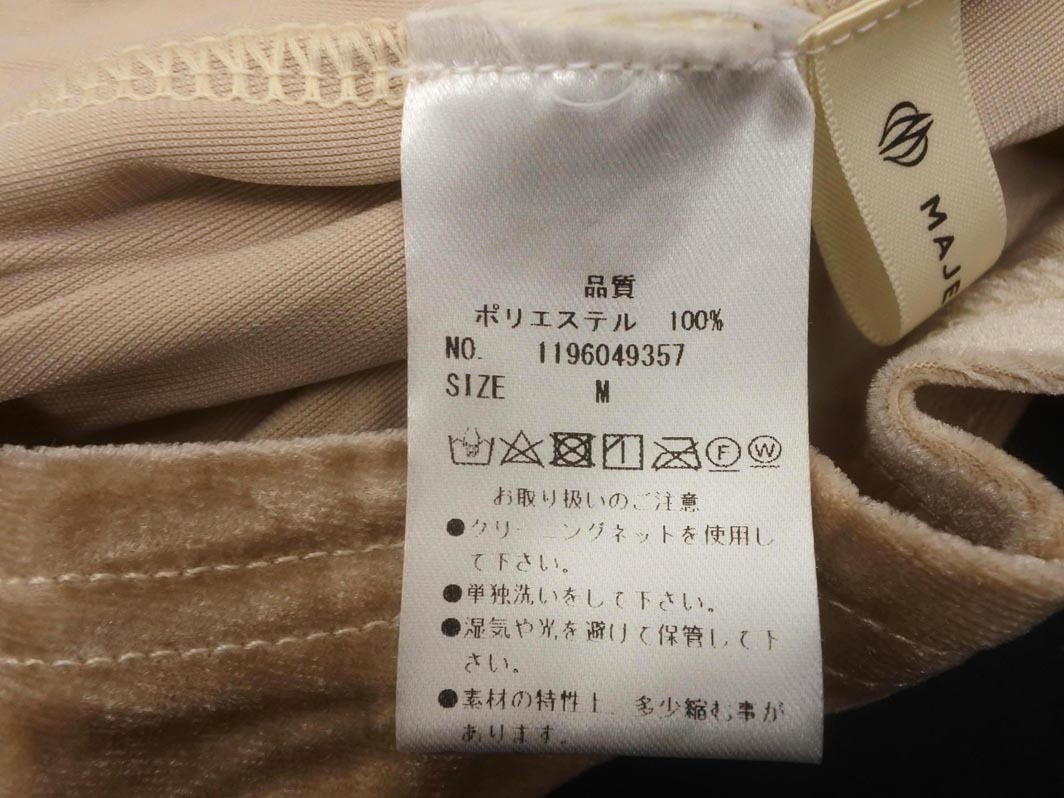 品質
ポリエステル 100%
NO. 1196049357
SIZE M
F W
お取り扱いのご注意
●クリーニングネットを使用し
て下さい。
●単独洗いをして下さい。
●湿気や光を避けて保管して下
さい。
●素材の特性上、多少縮む事が
あります。
MAJE